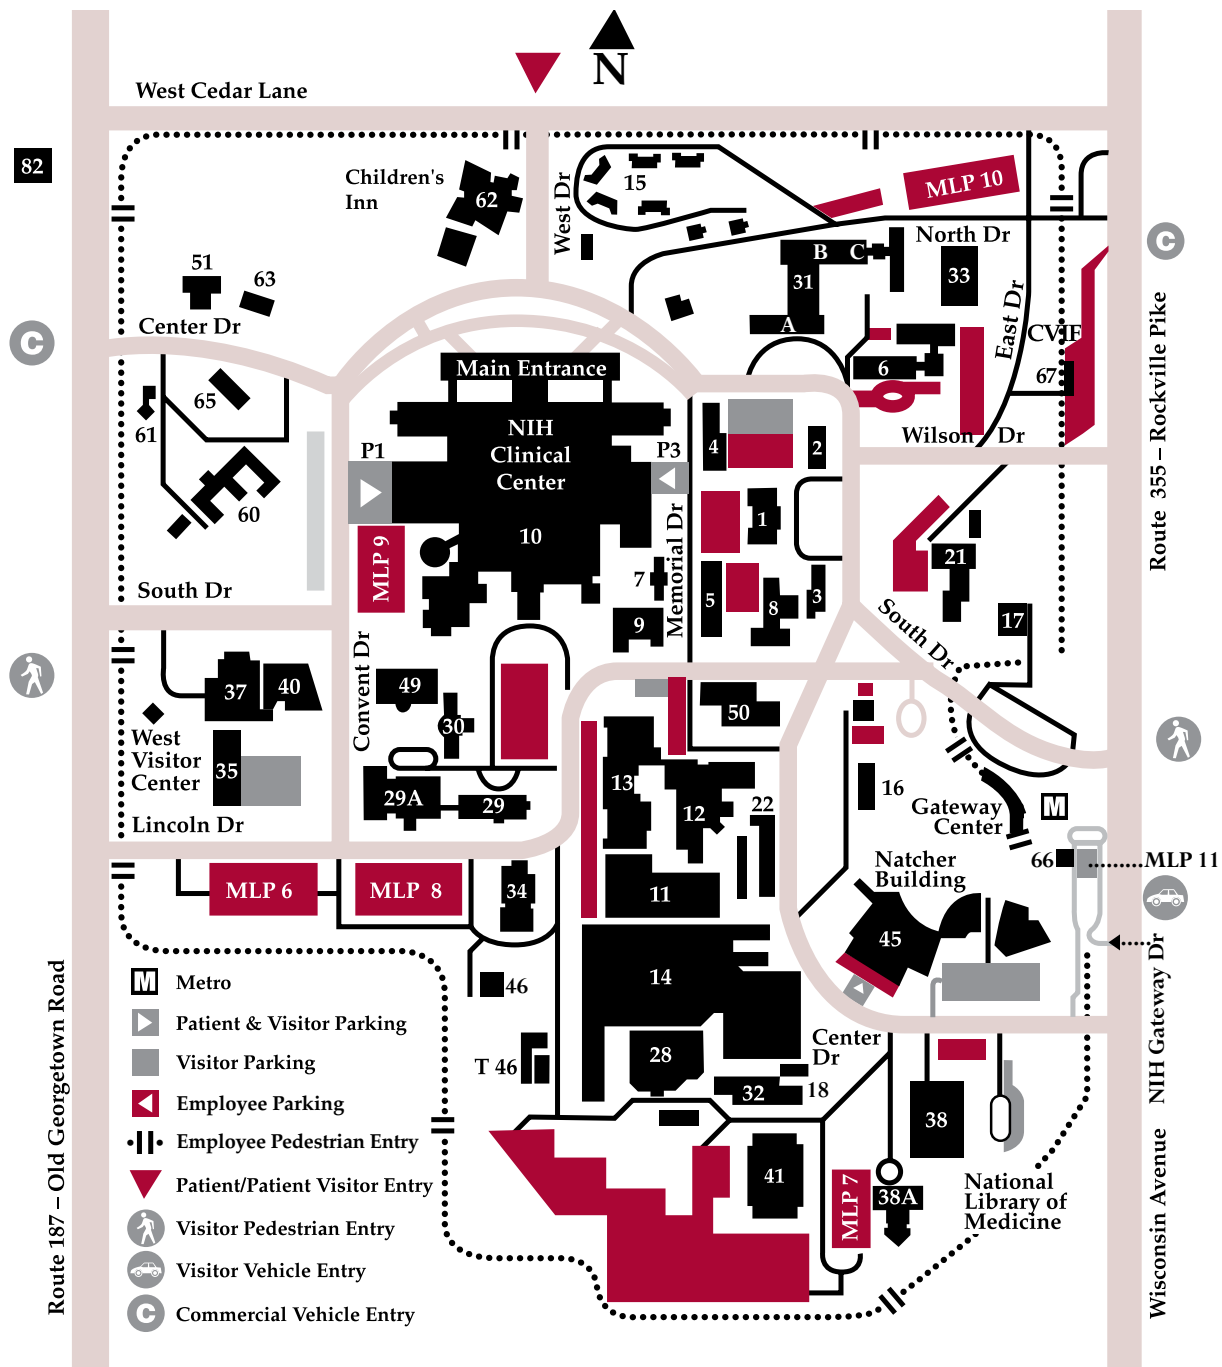 N
West Cedar Lane
82
Children's
Inn
62
West Dr
15
MLP 10
C
North Dr
B
C
31
33
A
51
63
Center Dr
C
East Dr
CVIF
67
6
Route 355 – Rockville Pike
Main Entrance
65
61
NIH
Clinical
Center
10
P1
P3
4
2
Wilson Dr
60
1
MLP 9
Memorial Dr
21
7
5
8
3
9
South Dr
South Dr
17
37
40
49
Convent Dr
30
50
West
Visitor
Center
35
13
12
22
16
Gateway
Center
M
29A
29
Lincoln Dr
66
MLP 11
Natcher
Building
MLP 6
MLP 8
34
11
45
14
46
NIH Gateway Dr
Center
Dr
T 46
28
32
18
38
41
MLP 7
38A
National
Library of
Medicine
Wisconsin Avenue
Route 187 – Old Georgetown Road
M Metro
Patient & Visitor Parking
Visitor Parking
Employee Parking
Employee Pedestrian Entry
Patient/Patient Visitor Entry
Visitor Pedestrian Entry
Visitor Vehicle Entry
C Commercial Vehicle Entry